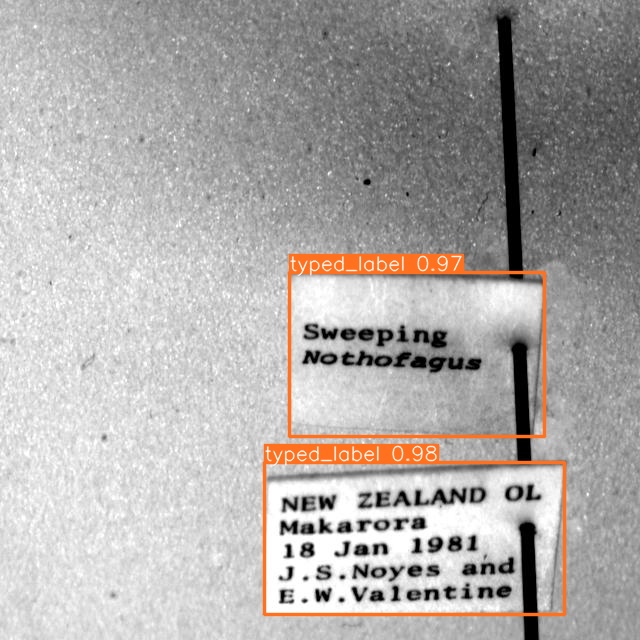 typed_label 0.97
Sweeping
Nothofagus
typed_label 0.98
NEW ZEALAND OL
Makarora
18 Jan 1981
J.S.Noyes and
E.W.Valentine